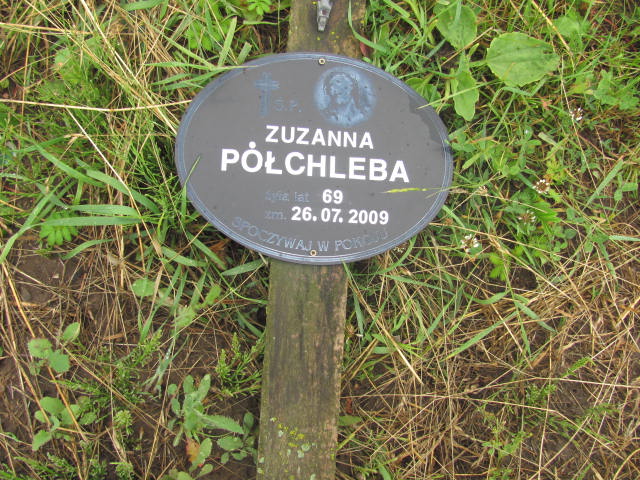 Ś.P.
ZUZANNA
PÓŁCHLEBA
żyła lat 69
zm. 26.07.2009
SPOCZYWAJ W POKOJU